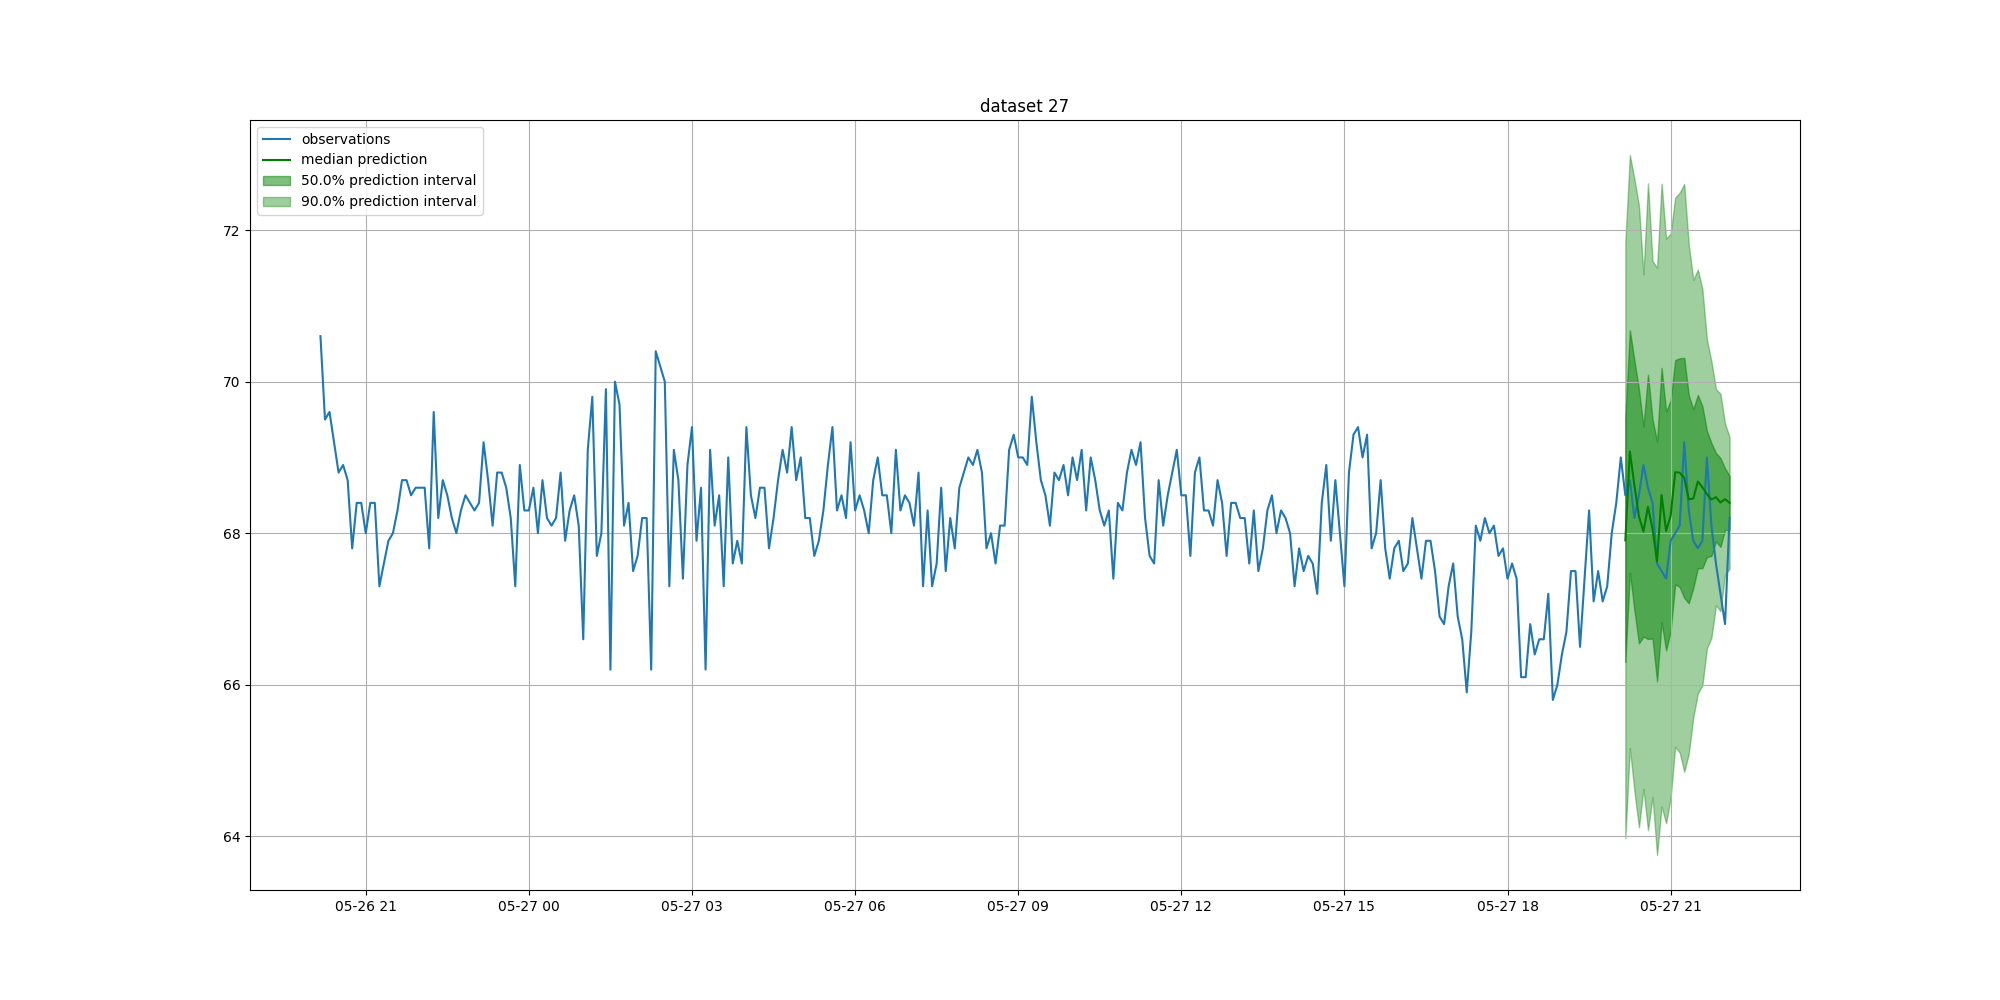 dataset 27
observations
median prediction
50.0% prediction interval
90.0% prediction interval
72
70
68
66
64
05-26 21
05-27 00
05-27 03
05-27 06
05-27 09
05-27 12
05-27 15
05-27 18
05-27 21